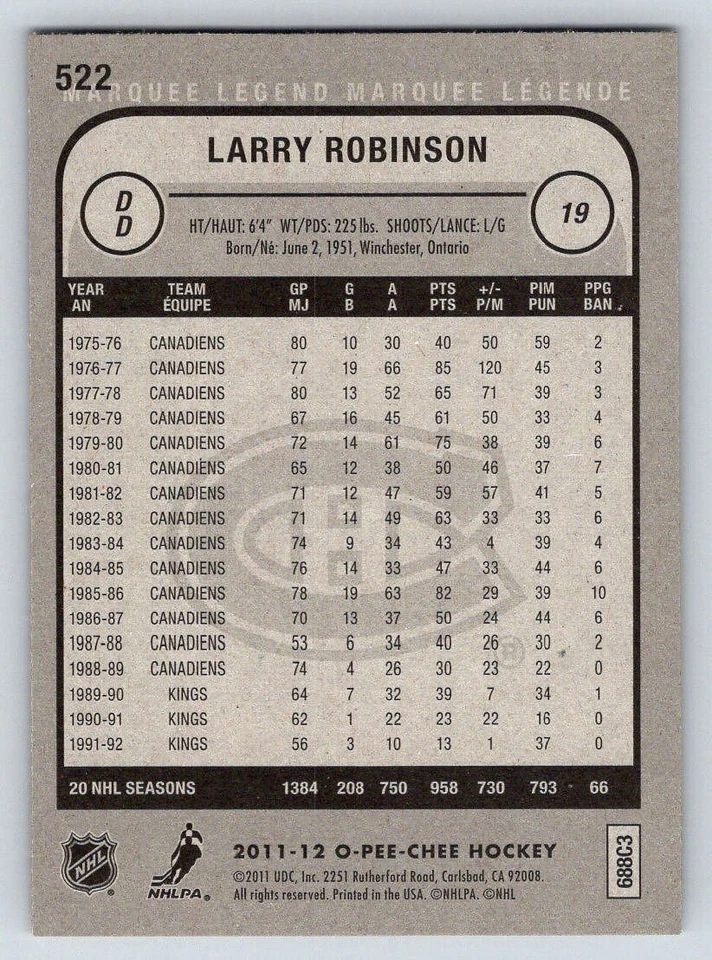 522
MARQUEE LEGEND MARQUEE LÉGENDE
LARRY ROBINSON
D
D
19
HT/HAUT: 6'4" WT/PDS: 225 lbs. SHOOTS/LANCE: L/G
Born/Né: June 2, 1951, Winchester, Ontario
YEAR TEAM GP G A PTS +/- PIM PPG
AN ÉQUIPE MJ B A PTS P/M PUN BAN
1975-76 CANADIENS 80 10 30 40 50 59 2
1976-77 CANADIENS 77 19 66 85 120 45 3
1977-78 CANADIENS 80 13 52 65 71 39 3
1978-79 CANADIENS 67 16 45 61 50 33 4
1979-80 CANADIENS 72 14 61 75 38 39 6
1980-81 CANADIENS 65 12 38 50 46 37 7
1981-82 CANADIENS 71 12 47 59 57 41 5
1982-83 CANADIENS 71 14 49 63 33 33 6
1983-84 CANADIENS 74 9 34 43 4 39 4
1984-85 CANADIENS 76 14 33 47 33 44 6
1985-86 CANADIENS 78 19 63 82 29 39 10
1986-87 CANADIENS 70 13 37 50 24 44 6
1987-88 CANADIENS 53 6 34 40 26 30 2
1988-89 CANADIENS 74 4 26 30 23 22 0
1989-90 KINGS 64 7 32 39 7 34 1
1990-91 KINGS 62 1 22 23 22 16 0
1991-92 KINGS 56 3 10 13 1 37 0
20 NHL SEASONS 1384 208 750 958 730 793 66
NHL
NHLPA.®
2011-12 O-PEE-CHEE HOCKEY
©2011 UDC, Inc. 2251 Rutherford Road, Carlsbad, CA 92008.
All rights reserved. Printed in the USA. ©NHLPA. ©NHL
688C3